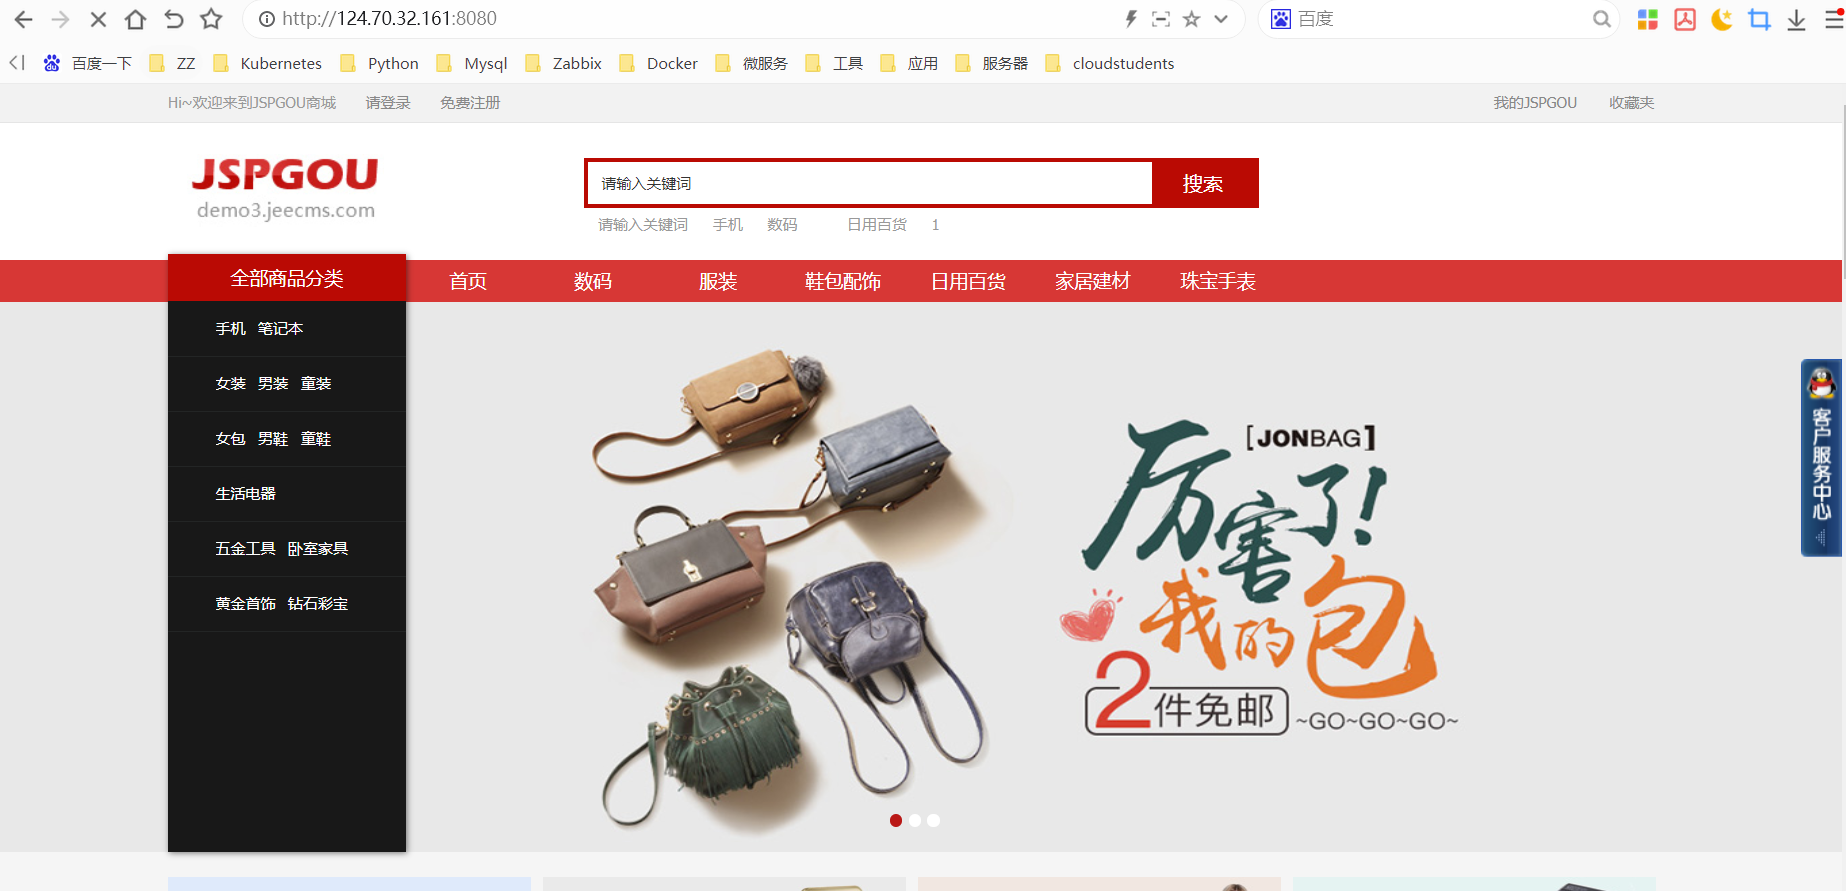 http://124.70.32.161:8080
百度
百度一下 ZZ Kubernetes Python Mysql Zabbix Docker 微服务 工具 应用 服务器 cloudstudents
Hi~欢迎来到JSPGOU商城 请登录 免费注册 我的JSPGOU 收藏夹
JSPGOU
demo3.jeecms.com
请输入关键词 搜索
请输入关键词 手机 数码 日用百货 1
全部商品分类 首页 数码 服装 鞋包配饰 日用百货 家居建材 珠宝手表
手机 笔记本
女装 男装 童装
女包 男鞋 童鞋
生活电器
五金工具 卧室家具
黄金首饰 钻石彩宝
[JONBAG]
厉害了!
我的包
2件免邮 ~GO~GO~GO~
客户服务中心